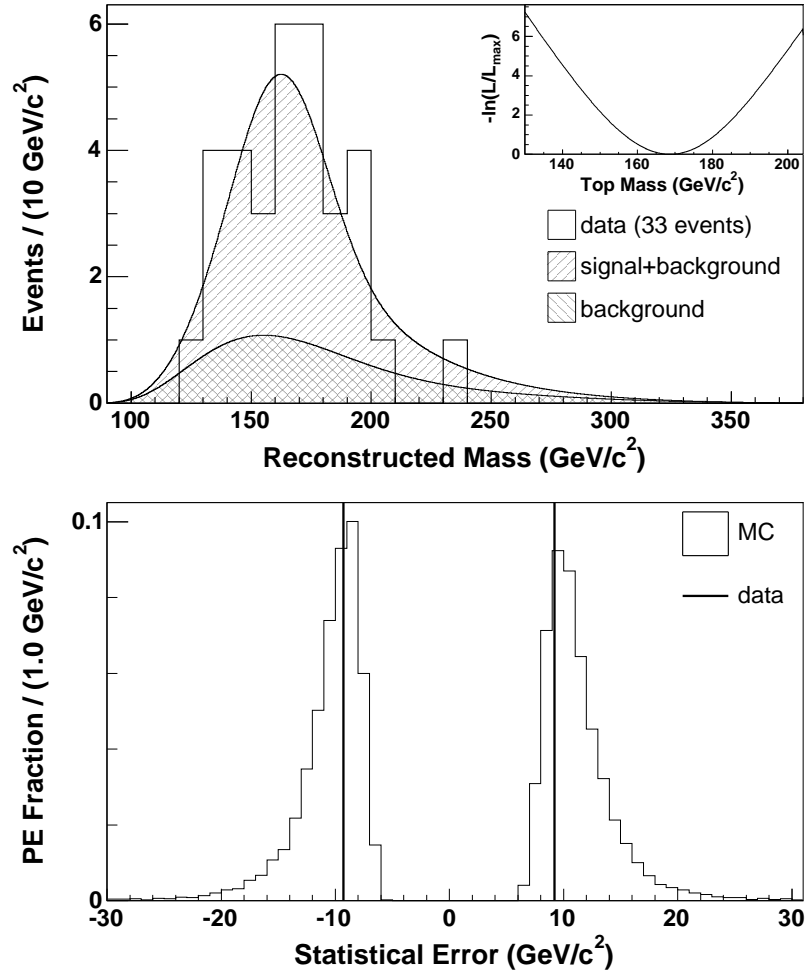 6
4
2
0
Events / (10 GeV/c²)
100 150 200 250 300 350
Reconstructed Mass (GeV/c²)
6
4
2
0
-ln(L/Lₘₐₓ)
140 160 180 200
Top Mass (GeV/c²)
data (33 events)
signal+background
background
0.1
0
PE Fraction / (1.0 GeV/c²)
MC
data
-30 -20 -10 0 10 20 30
Statistical Error (GeV/c²)